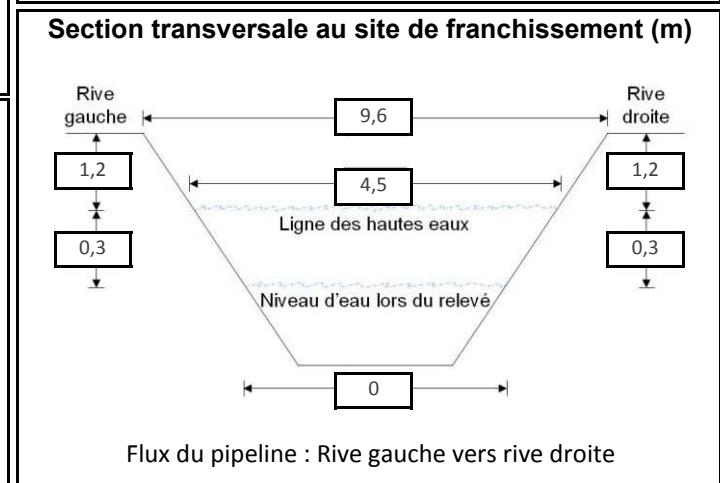 Section transversale au site de franchissement (m)
Rive
gauche
9,6
Rive
droite
1,2
4,5
1,2
Ligne des hautes eaux
0,3
0,3
Niveau d'eau lors du relevé
0
Flux du pipeline : Rive gauche vers rive droite